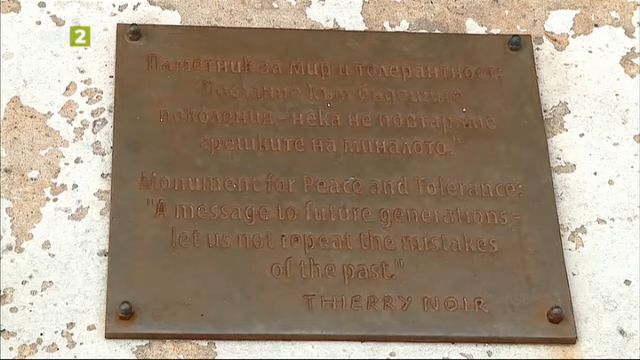 2
Паметник за мир и толерантност:
"Послание към бъдещите
поколения - нека не повтаряме
грешките на миналото."
Monument for Peace and Tolerance:
"A message to future generations -
let us not repeat the mistakes
of the past."
THIERRY NOIR